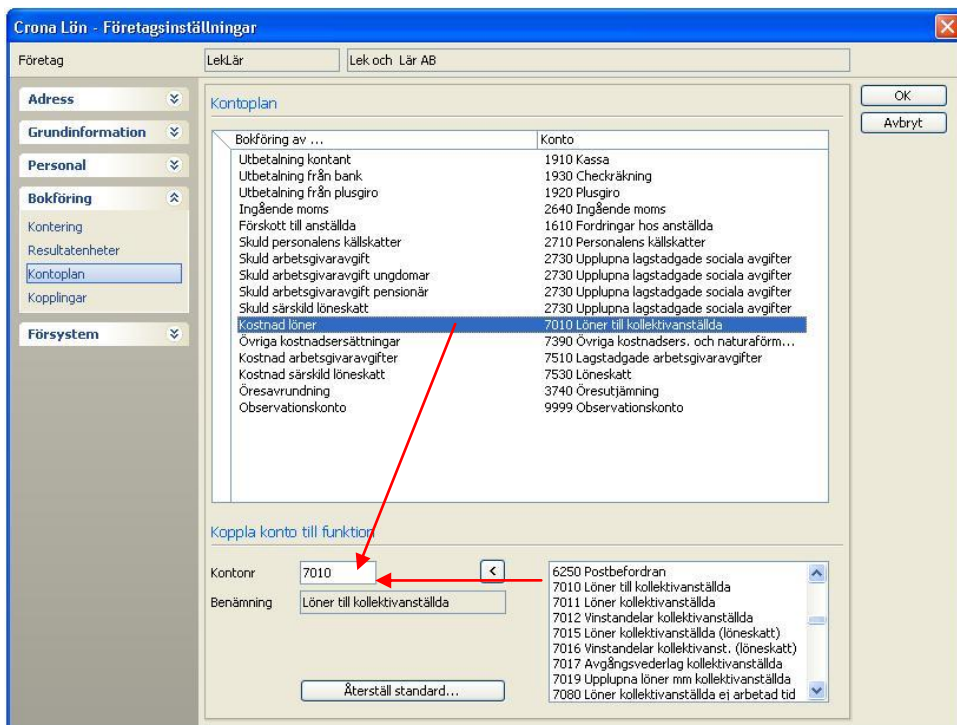 Crona Lön - Företagsinställningar
Företag LekLär Lek och Lär AB
OK
Avbryt
Adress
Grundinformation
Personal
Bokföring
Kontering
Resultatenheter
Kontoplan
Kopplingar
Försystem
Kontoplan
Bokföring av ... Konto
Utbetalning kontant 1910 Kassa
Utbetalning från bank 1930 Checkräkning
Utbetalning från plusgiro 1920 Plusgiro
Ingående moms 2640 Ingående moms
Förskott till anställda 1610 Fordringar hos anställda
Skuld personalens källskatter 2710 Personalens källskatter
Skuld arbetsgivaravgift 2730 Upplupna lagstadgade sociala avgifter
Skuld arbetsgivaravgift ungdomar 2730 Upplupna lagstadgade sociala avgifter
Skuld arbetsgivaravgift pensionär 2730 Upplupna lagstadgade sociala avgifter
Skuld särskild löneskatt 2730 Upplupna lagstadgade sociala avgifter
Kostnad löner 7010 Löner till kollektivanställda
Övriga kostnadsersättningar 7390 Övriga kostnadsers. och naturaförm...
Kostnad arbetsgivaravgifter 7510 Lagstadgade arbetsgivaravgifter
Kostnad särskild löneskatt 7530 Löneskatt
Öresavrundning 3740 Öresutjämning
Observationskonto 9999 Observationskonto
Koppla konto till funktion
Kontonr 7010 <
Benämning Löner till kollektivanställda
Återställ standard...
6250 Postbefordran
7010 Löner till kollektivanställda
7011 Löner kollektivanställda
7012 Vinstandelar kollektivanställda
7015 Löner kollektivanställda (löneskatt)
7016 Vinstandelar kollektivanst. (löneskatt)
7017 Avgångsvederlag kollektivanställda
7019 Upplupna löner mm kollektivanställda
7080 Löner kollektivanställda ej arbetad tid